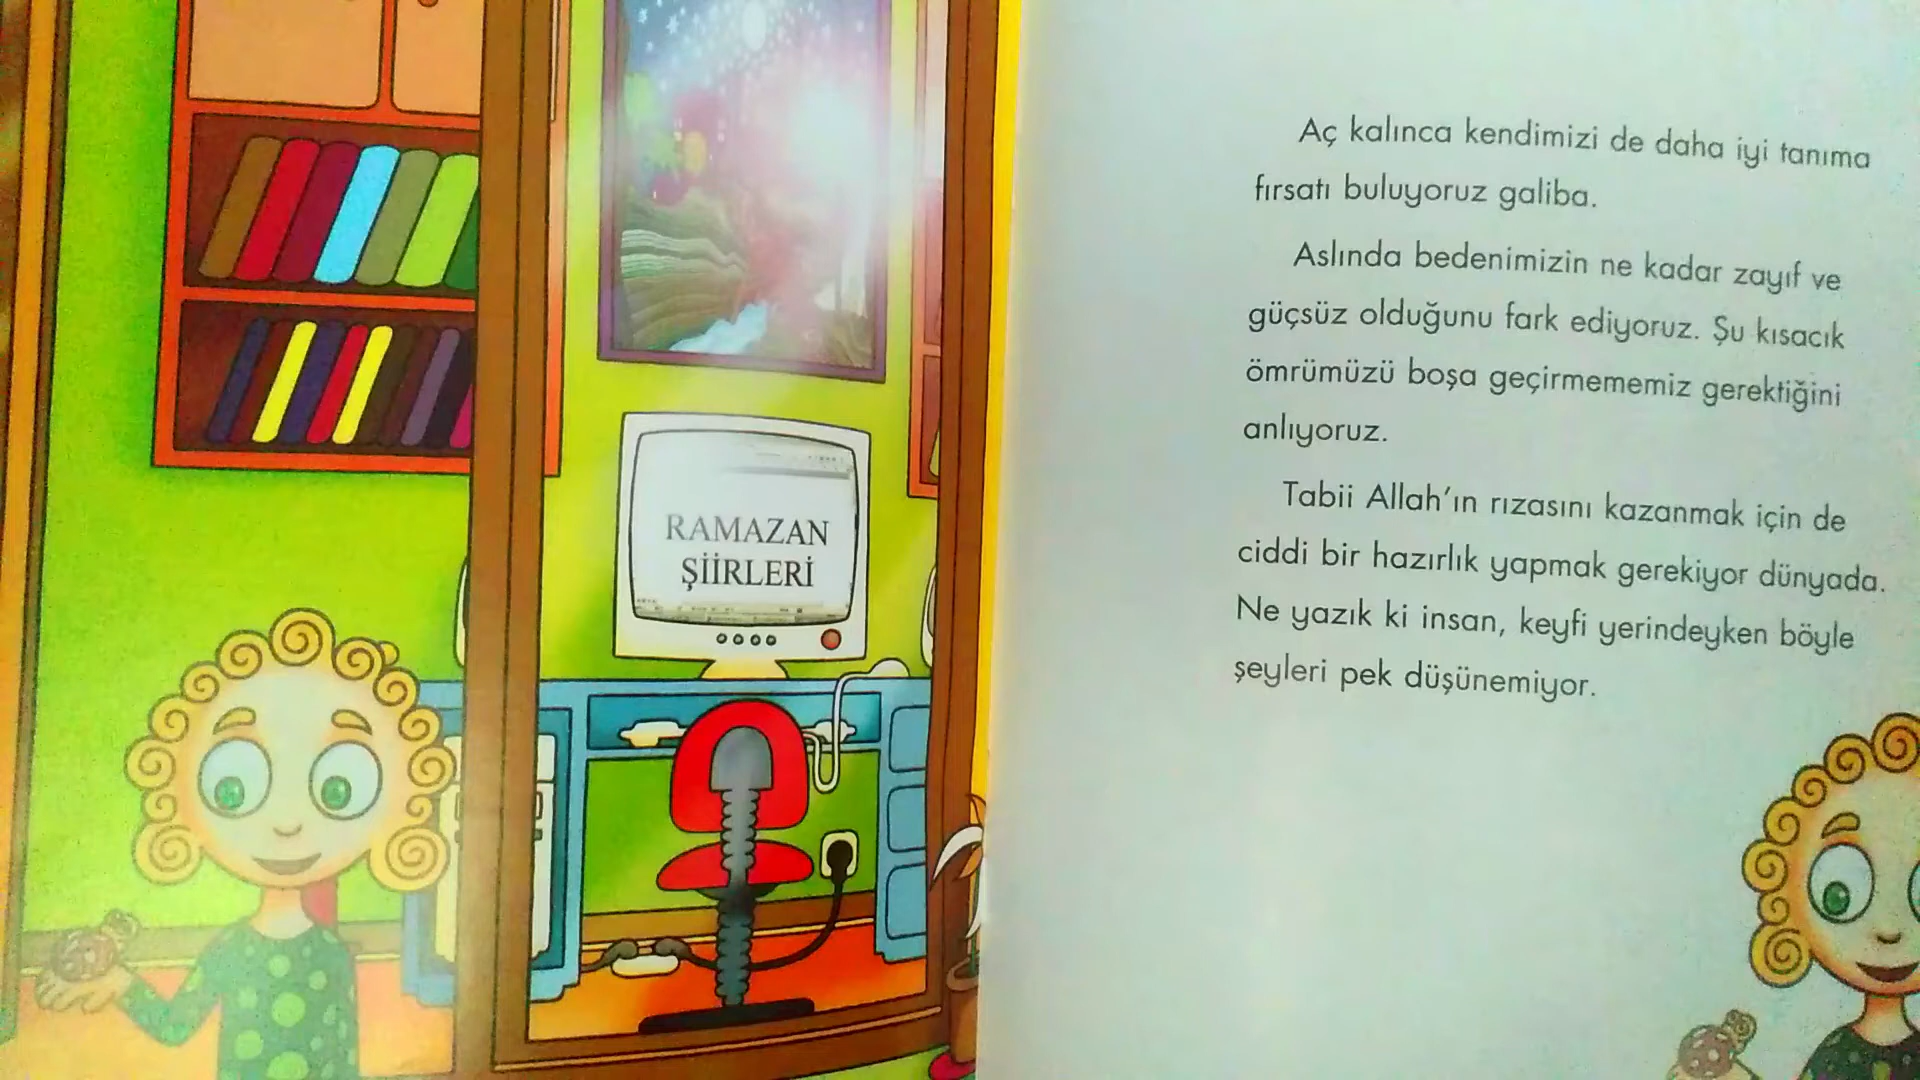 RAMAZAN
ŞİİRLERİ
Aç kalınca kendimizi de daha iyi tanıma
fırsatı buluyoruz galiba.
Aslında bedenimizin ne kadar zayıf ve
güçsüz olduğunu fark ediyoruz. Şu kısacık
ömrümüzü boşa geçirmememiz gerektiğini
anlıyoruz.
Tabii Allah'ın rızasını kazanmak için de
ciddi bir hazırlık yapmak gerekiyor dünyada.
Ne yazık ki insan, keyfi yerindeyken böyle
şeyleri pek düşünemiyor.